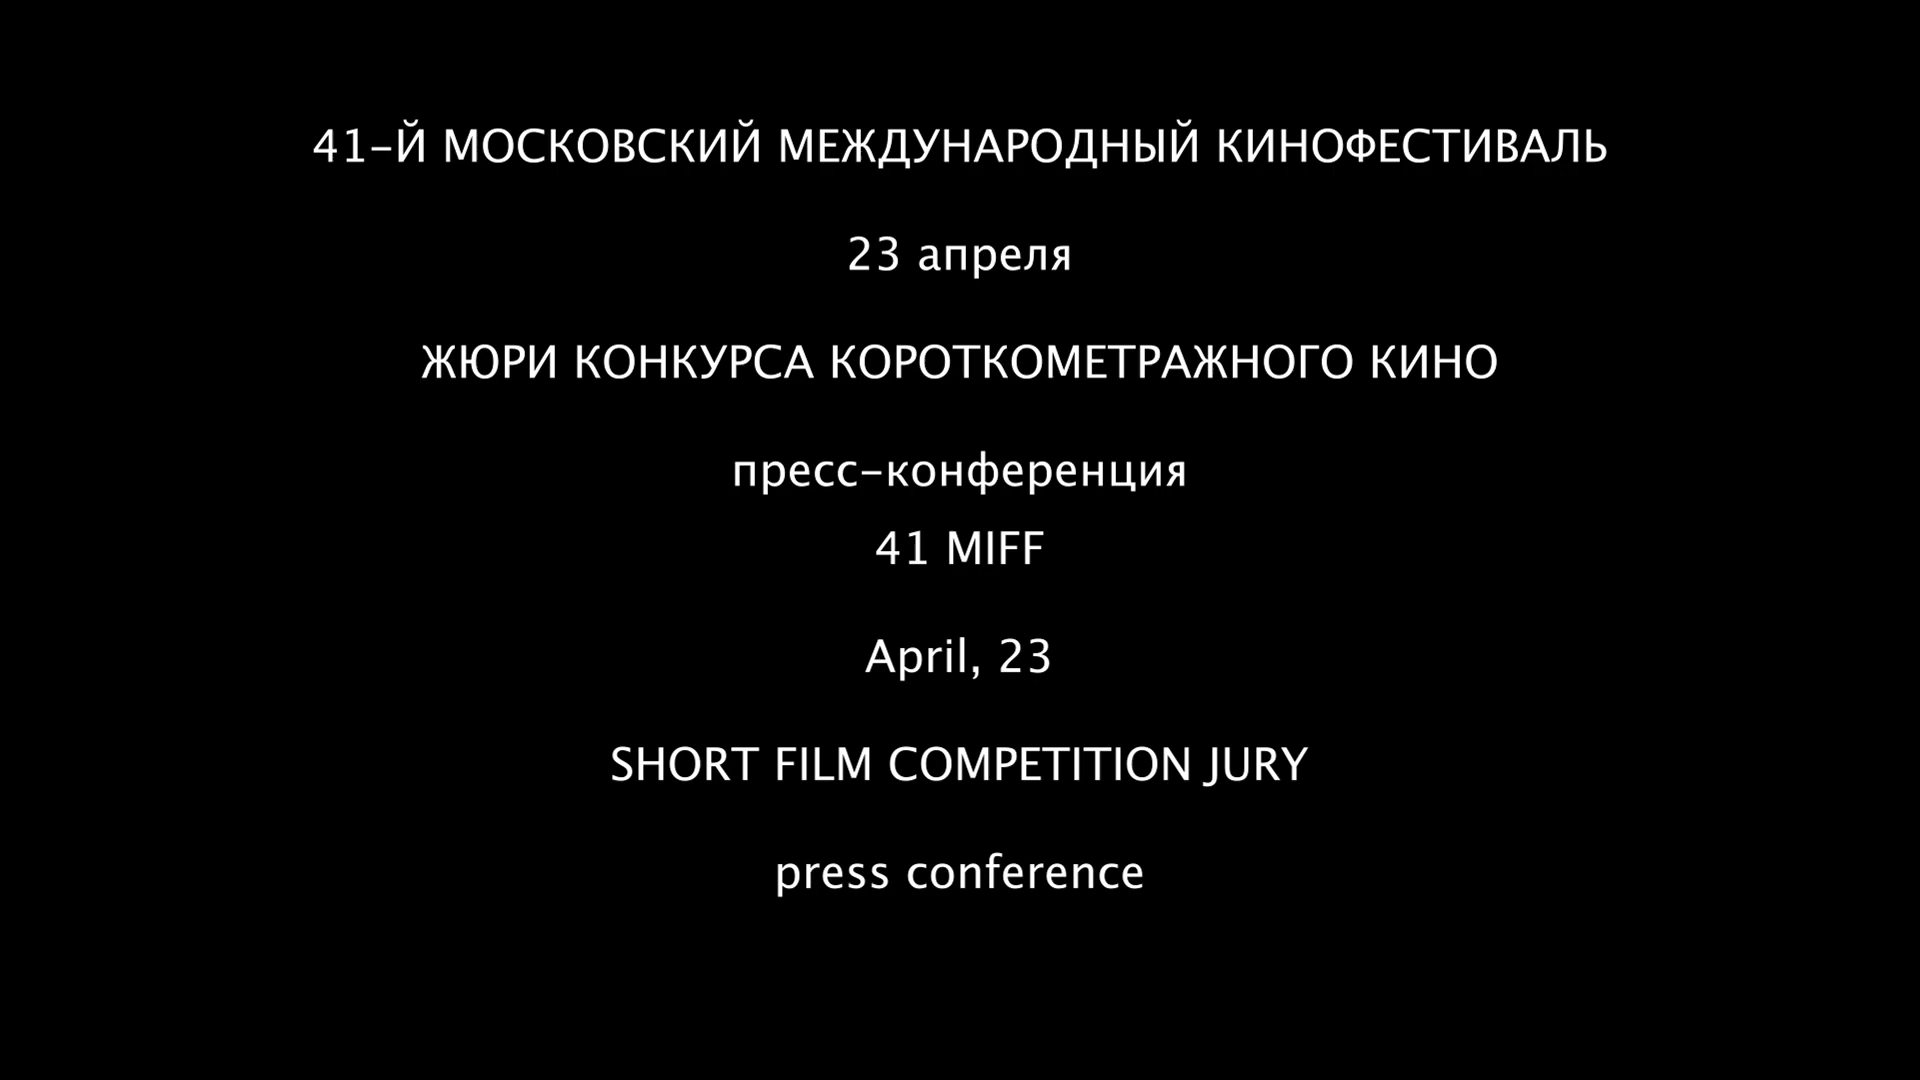 41-Й МОСКОВСКИЙ МЕЖДУНАРОДНЫЙ КИНОФЕСТИВАЛЬ
23 апреля
ЖЮРИ КОНКУРСА КОРОТКОМЕТРАЖНОГО КИНО
пресс-конференция
41 MIFF
April, 23
SHORT FILM COMPETITION JURY
press conference